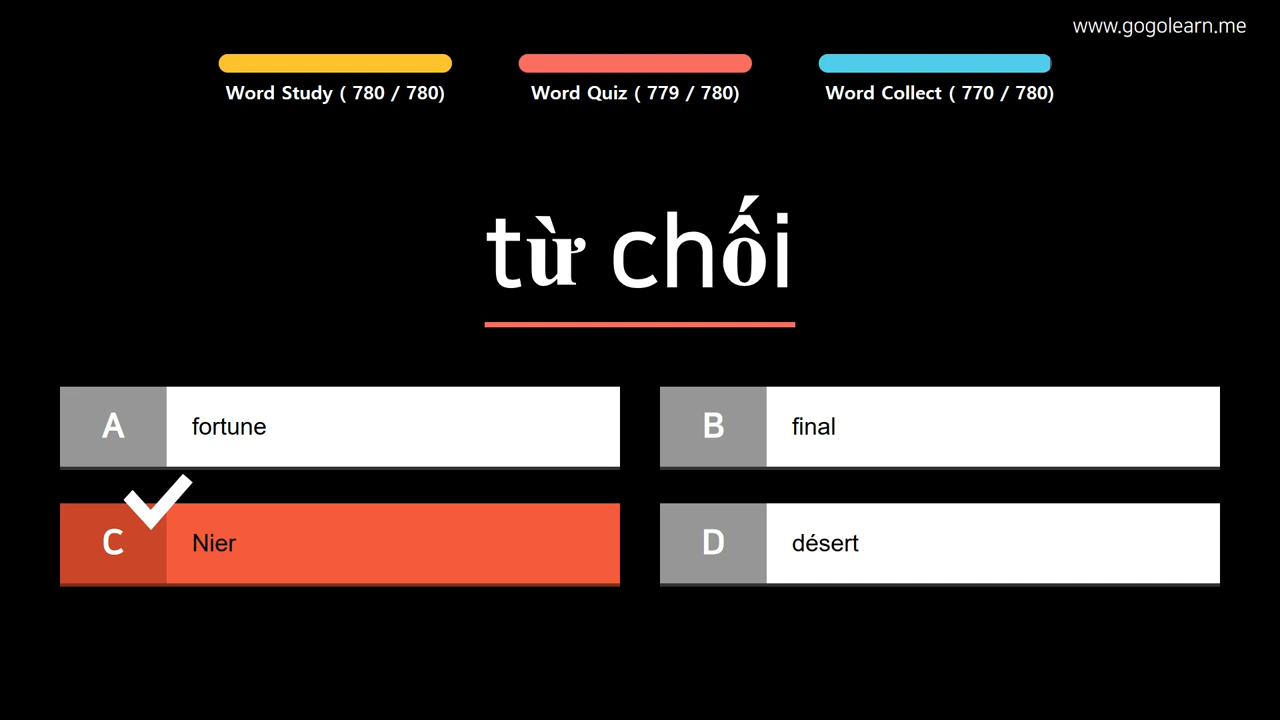 www.gogolearn.me
Word Study ( 780 / 780)
Word Quiz ( 779 / 780)
Word Collect ( 770 / 780)
từ chối
A fortune
B final
C Nier
D désert